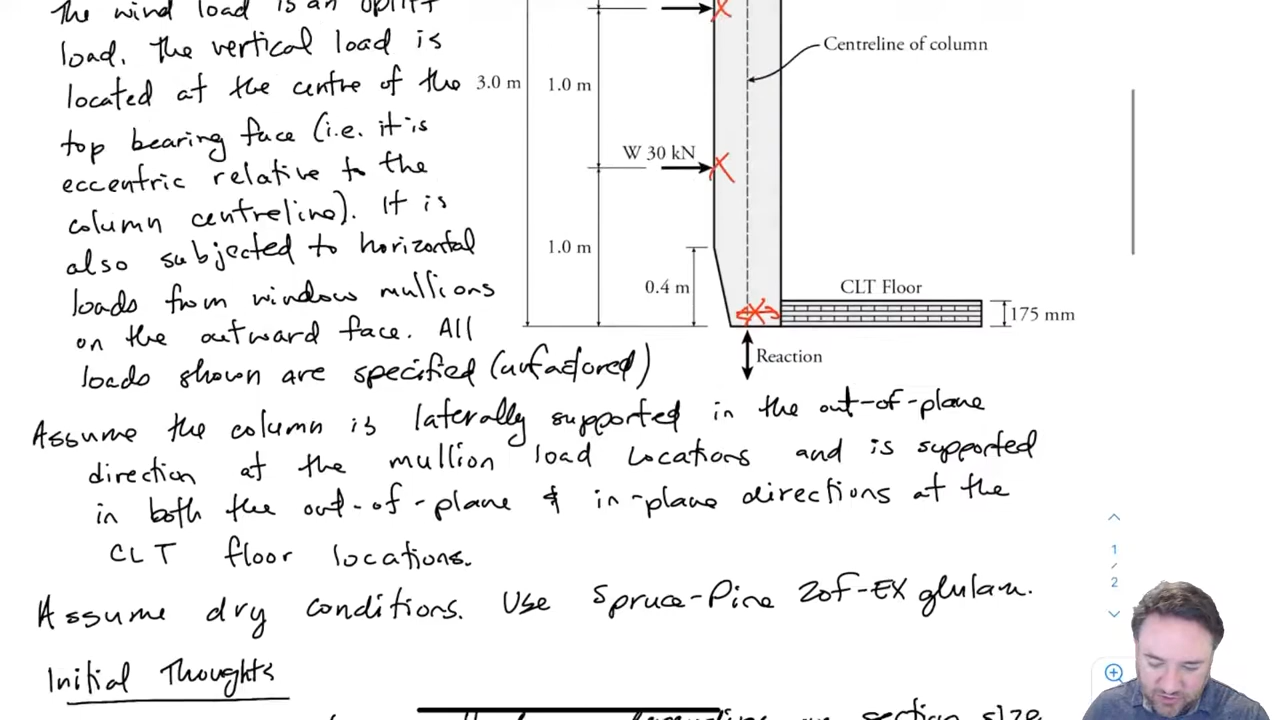 The wind load is an uplift
load. The vertical load is
located at the centre of the
top bearing face (i.e. it is
eccentric relative to the
column centreline). It is
also subjected to horizontal
loads from window mullions
on the outward face. All
loads shown are specified (unfactored)
Centreline of column
3.0 m
1.0 m
W 30 kN
1.0 m
0.4 m
CLT Floor
175 mm
Reaction
Assume the column is laterally supported in the out-of-plane
direction at the mullion load locations and is supported
in both the out-of-plane & in-plane directions at the
CLT floor locations.
Assume dry conditions. Use Spruce-Pine 20f-EX glulam.
Initial Thoughts
section size
1
/
2